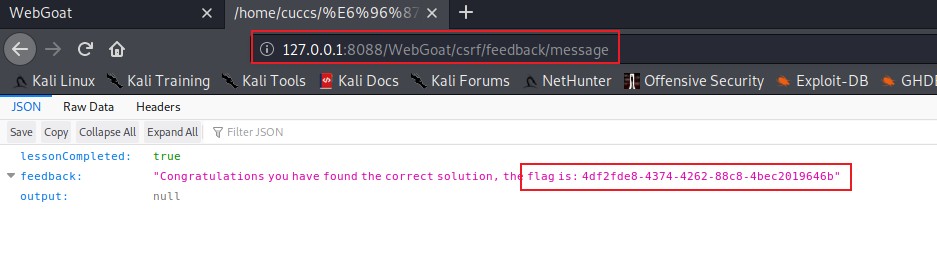 WebGoat
/home/cuccs/%E6%96%87
127.0.0.1:8088/WebGoat/csrf/feedback/message
Kali Linux Kali Training Kali Tools Kali Docs Kali Forums NetHunter Offensive Security Exploit-DB GHD
JSON Raw Data Headers
Save Copy Collapse All Expand All Filter JSON
lessonCompleted: true
feedback: "Congratulations you have found the correct solution, the flag is: 4df2fde8-4374-4262-88c8-4bec2019646b"
output: null